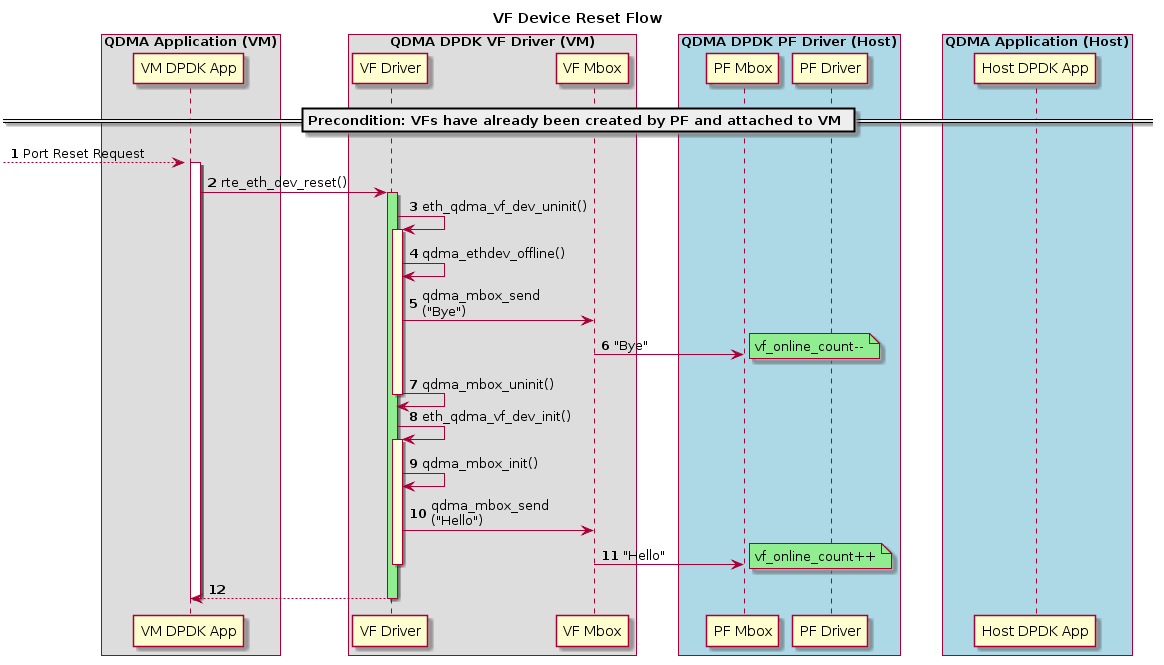 VF Device Reset Flow
QDMA Application (VM)
QDMA DPDK VF Driver (VM)
QDMA DPDK PF Driver (Host)
QDMA Application (Host)
VM DPDK App
VF Driver
VF Mbox
PF Mbox
PF Driver
Host DPDK App
Precondition: VFs have already been created by PF and attached to VM
1 Port Reset Request
2 rte_eth_dev_reset()
3 eth_qdma_vf_dev_uninit()
4 qdma_ethdev_offline()
5 qdma_mbox_send
("Bye")
6 "Bye"
vf_online_count--
7 qdma_mbox_uninit()
8 eth_qdma_vf_dev_init()
9 qdma_mbox_init()
10 qdma_mbox_send
("Hello")
11 "Hello"
vf_online_count++
12
VM DPDK App
VF Driver
VF Mbox
PF Mbox
PF Driver
Host DPDK App